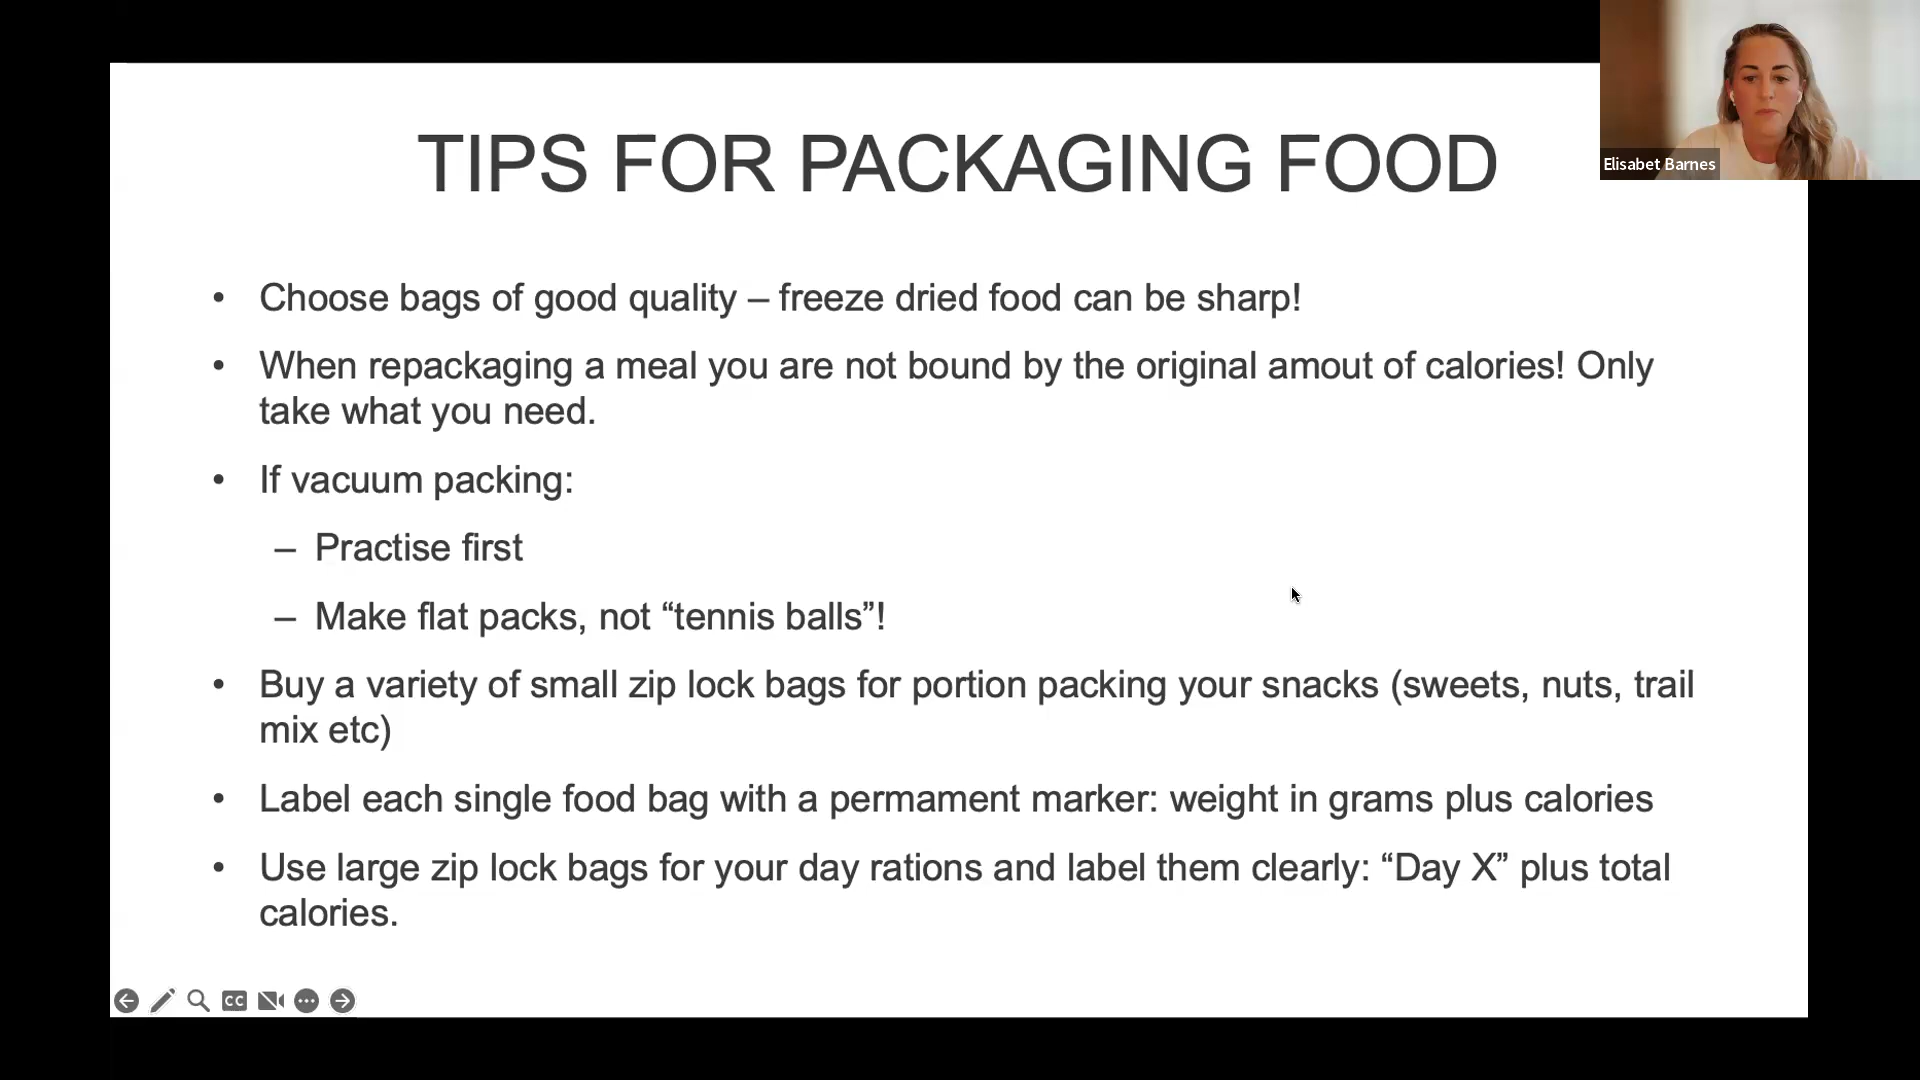 TIPS FOR PACKAGING FOOD
Elisabet Barnes
• Choose bags of good quality – freeze dried food can be sharp!
• When repackaging a meal you are not bound by the original amout of calories! Only
take what you need.
• If vacuum packing:
– Practise first
– Make flat packs, not “tennis balls”!
• Buy a variety of small zip lock bags for portion packing your snacks (sweets, nuts, trail
mix etc)
• Label each single food bag with a permament marker: weight in grams plus calories
• Use large zip lock bags for your day rations and label them clearly: “Day X” plus total
calories.
CC